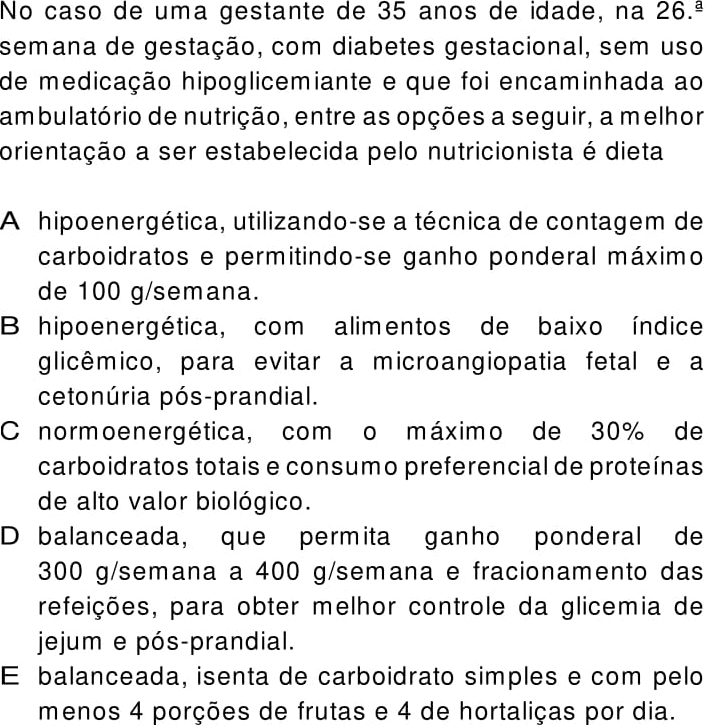 No caso de uma gestante de 35 anos de idade, na 26.ª
semana de gestação, com diabetes gestacional, sem uso
de medicação hipoglicemiante e que foi encaminhada ao
ambulatório de nutrição, entre as opções a seguir, a melhor
orientação a ser estabelecida pelo nutricionista é dieta
A hipoenergética, utilizando-se a técnica de contagem de
carboidratos e permitindo-se ganho ponderal máximo
de 100 g/semana.
B hipoenergética, com alimentos de baixo índice
glicêmico, para evitar a microangiopatia fetal e a
cetonúria pós-prandial.
C normoenergética, com o máximo de 30% de
carboidratos totais e consumo preferencial de proteínas
de alto valor biológico.
D balanceada, que permita ganho ponderal de
300 g/semana a 400 g/semana e fracionamento das
refeições, para obter melhor controle da glicemia de
jejum e pós-prandial.
E balanceada, isenta de carboidrato simples e com pelo
menos 4 porções de frutas e 4 de hortaliças por dia.